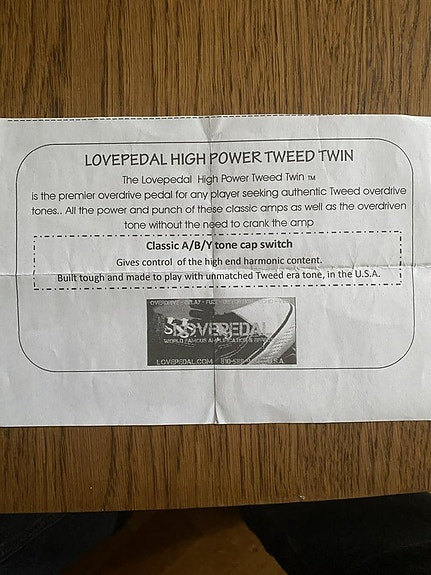 LOVEPEDAL HIGH POWER TWEED TWIN
The Lovepedal High Power Tweed Twin TM
is the premier overdrive pedal for any player seeking authentic Tweed overdrive
tones.. All the power and punch of these classic amps as well as the overdriven
tone without the need to crank the amp
Classic A/B/Y tone cap switch
Gives control of the high end harmonic content.
Built tough and made to play with unmatched Tweed era tone, in the U.S.A.
LOVEPEDAL
WORLD FAMOUS AMPLIFICATION &
LOVEPEDAL.COM